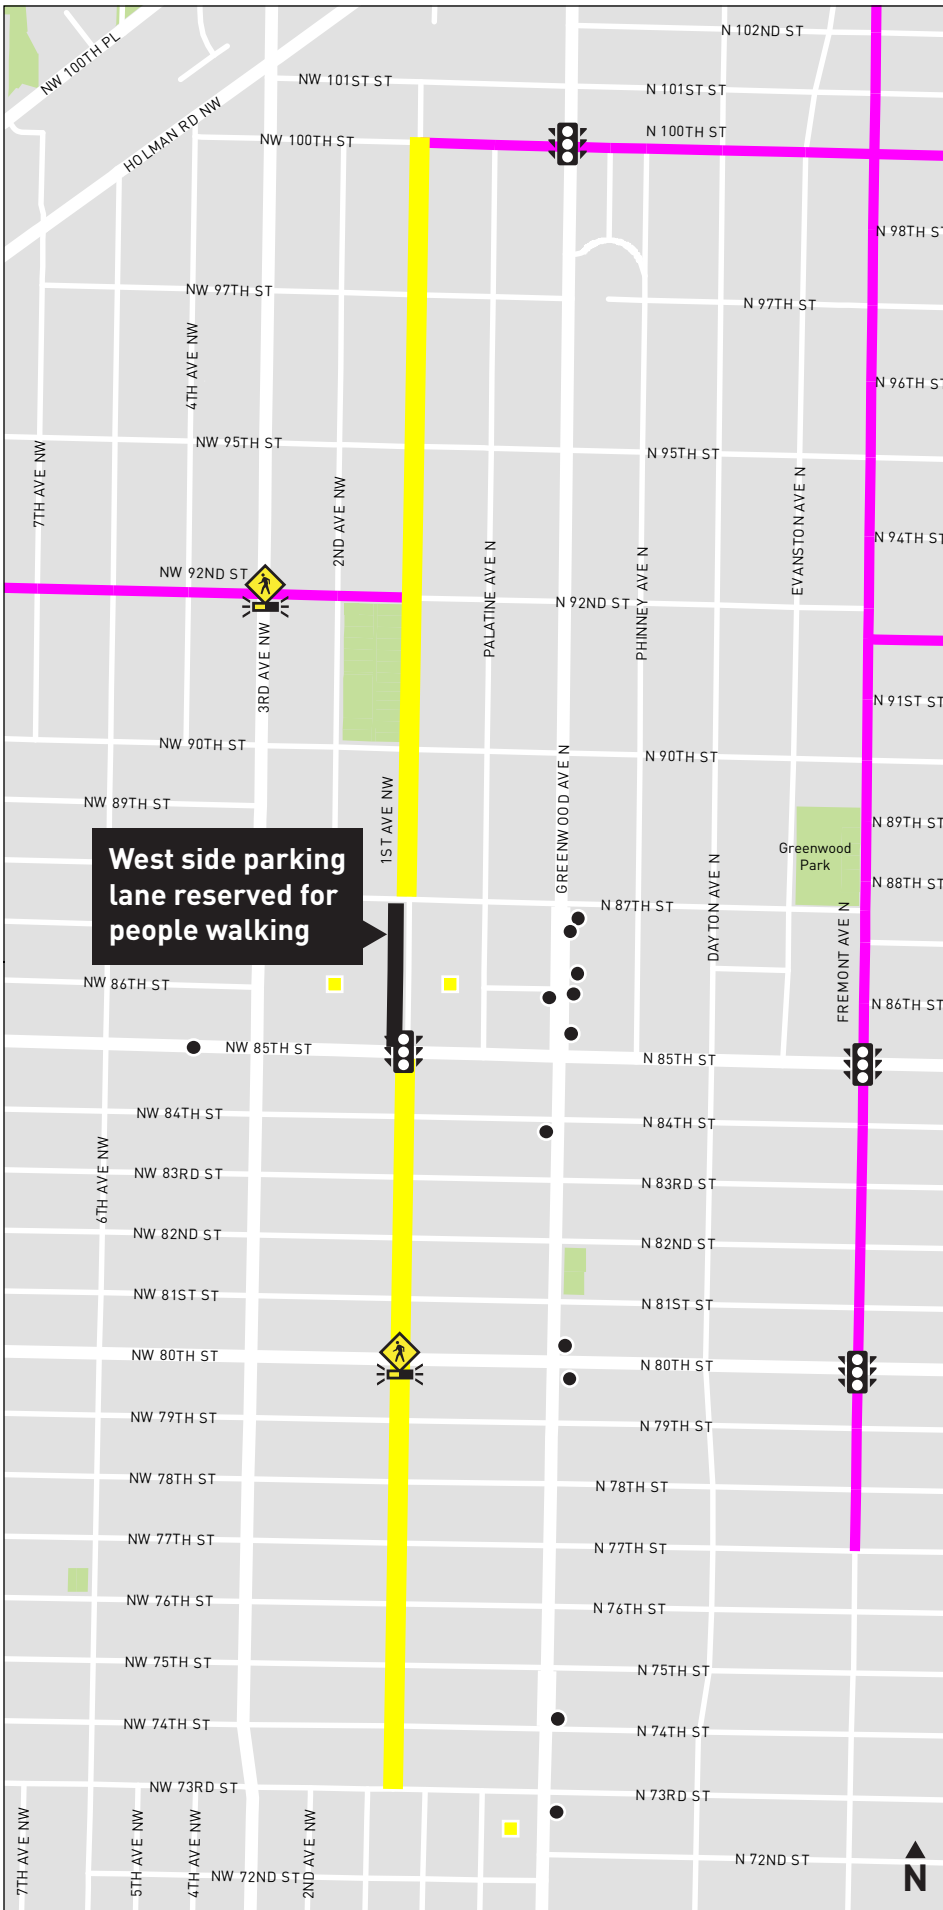 N 102ND ST
NW 100TH PL
NW 101ST ST
N 101ST ST
HOLMAN RD NW
NW 100TH ST
N 100TH ST
N 98TH ST
NW 97TH ST
N 97TH ST
4TH AVE NW
N 96TH ST
NW 95TH ST
N 95TH ST
7TH AVE NW
2ND AVE NW
EVANSTON AVE N
N 94TH ST
PALATINE AVE N
PHINNEY AVE N
NW 92ND ST
N 92ND ST
3RD AVE NW
N 91ST ST
NW 90TH ST
N 90TH ST
GREENWOOD AVE N
1ST AVE NW
NW 89TH ST
N 89TH ST
Greenwood
Park
West side parking
lane reserved for
people walking
DAYTON AVE N
N 88TH ST
N 87TH ST
FREMONT AVE N
NW 86TH ST
N 86TH ST
NW 85TH ST
N 85TH ST
NW 84TH ST
N 84TH ST
6TH AVE NW
NW 83RD ST
N 83RD ST
NW 82ND ST
N 82ND ST
NW 81ST ST
N 81ST ST
NW 80TH ST
N 80TH ST
NW 79TH ST
N 79TH ST
NW 78TH ST
N 78TH ST
NW 77TH ST
N 77TH ST
NW 76TH ST
N 76TH ST
NW 75TH ST
N 75TH ST
NW 74TH ST
N 74TH ST
NW 73RD ST
N 73RD ST
7TH AVE NW
5TH AVE NW
4TH AVE NW
2ND AVE NW
NW 72ND ST
N 72ND ST
N